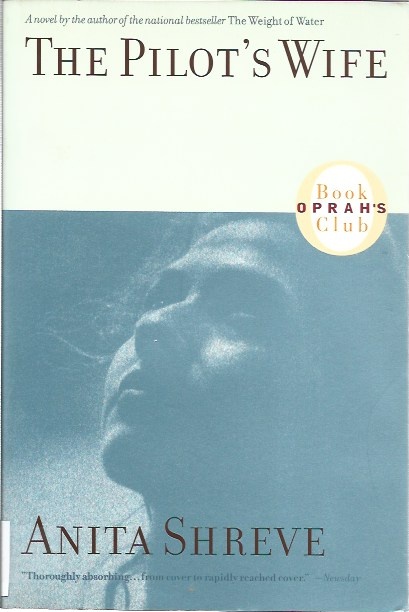 A novel by the author of the national bestseller The Weight of Water
THE PILOT'S WIFE
Book
OPRAH'S
Club
ANITA SHREVE
"Thoroughly absorbing...from cover to rapidly reached cover." – Newsday